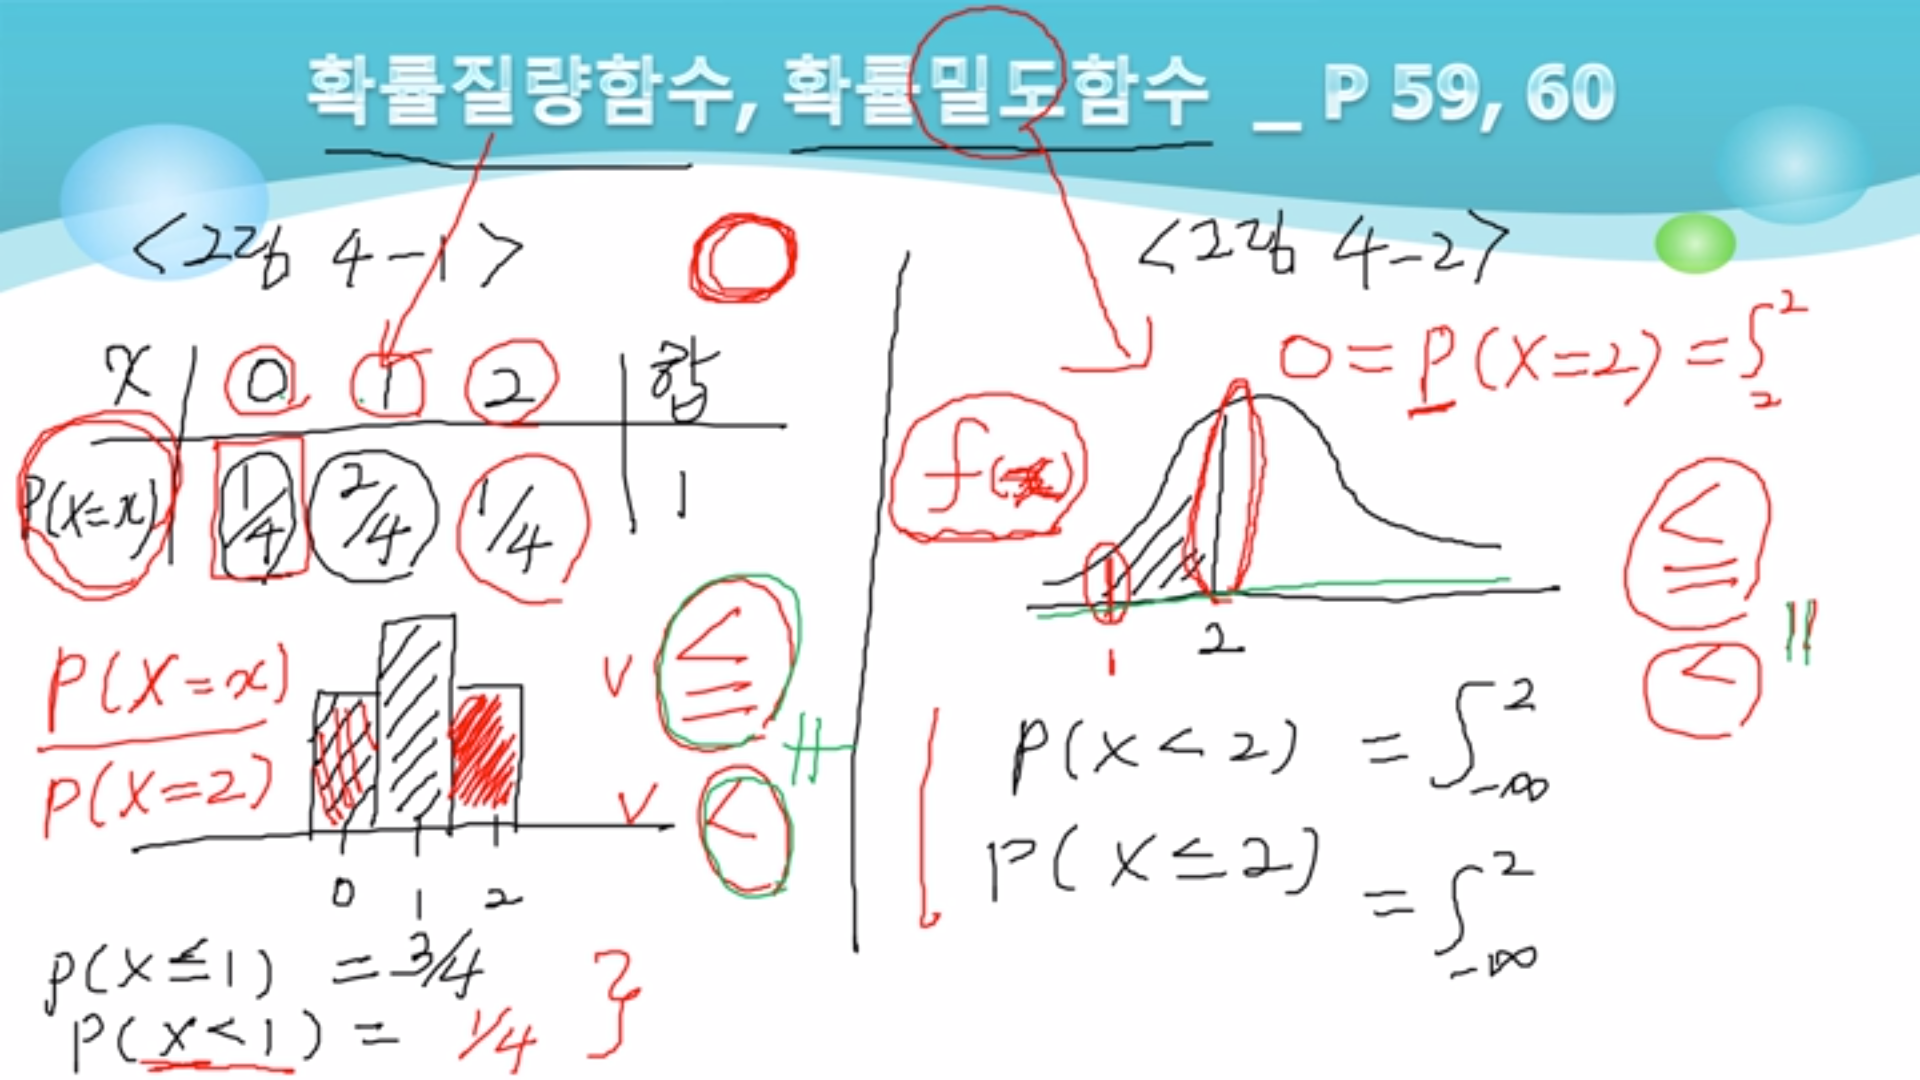 확률질량함수, 확률밀도함수 _ P 59, 60
<그림 4-1>
x 0 1 2 합
P(X=x) 1/4 2/4 1/4 1
P(X=x)
P(X=2)
0 1 2
≤
<
P(X≤1) = 3/4
P(X<1) = 1/4
<그림 4-2>
0 = P(X=2) = ∫₂²
f(x)
1 2
≤
<
P(X<2) = ∫₋∞²
P(X≤2) = ∫₋∞²